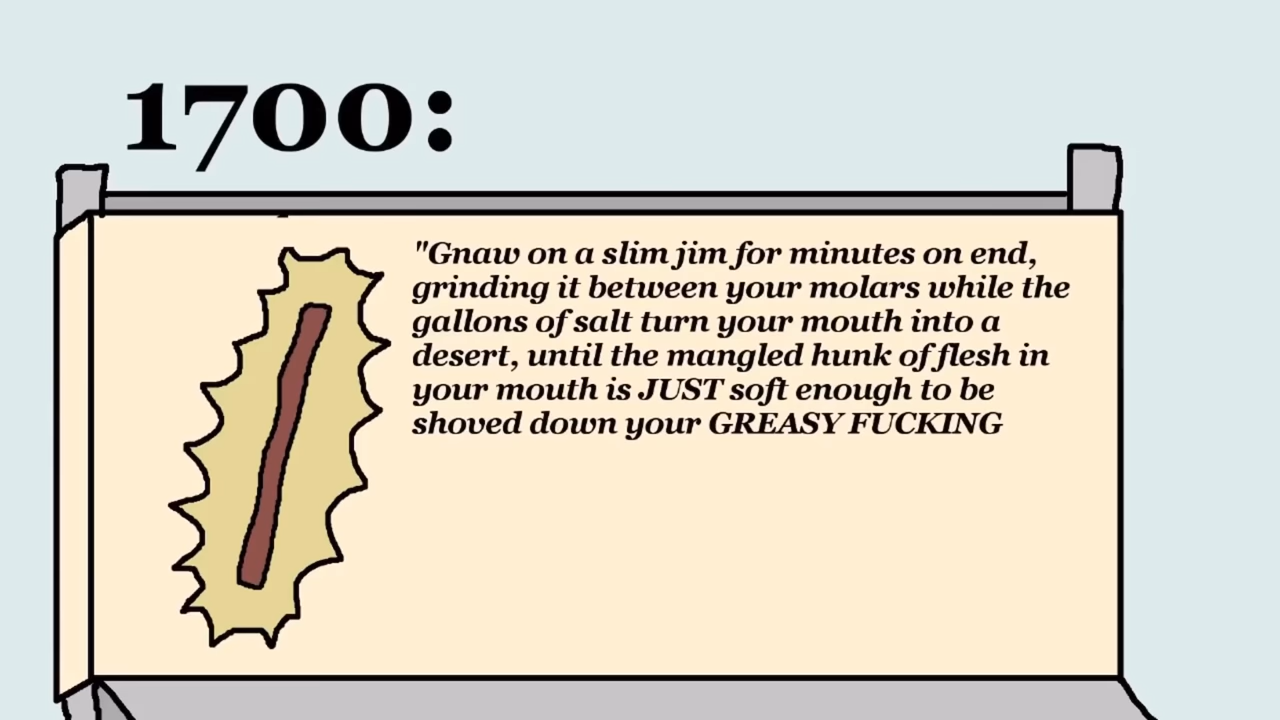 1700:
"Gnaw on a slim jim for minutes on end,
grinding it between your molars while the
gallons of salt turn your mouth into a
desert, until the mangled hunk of flesh in
your mouth is JUST soft enough to be
shoved down your GREASY FUCKING